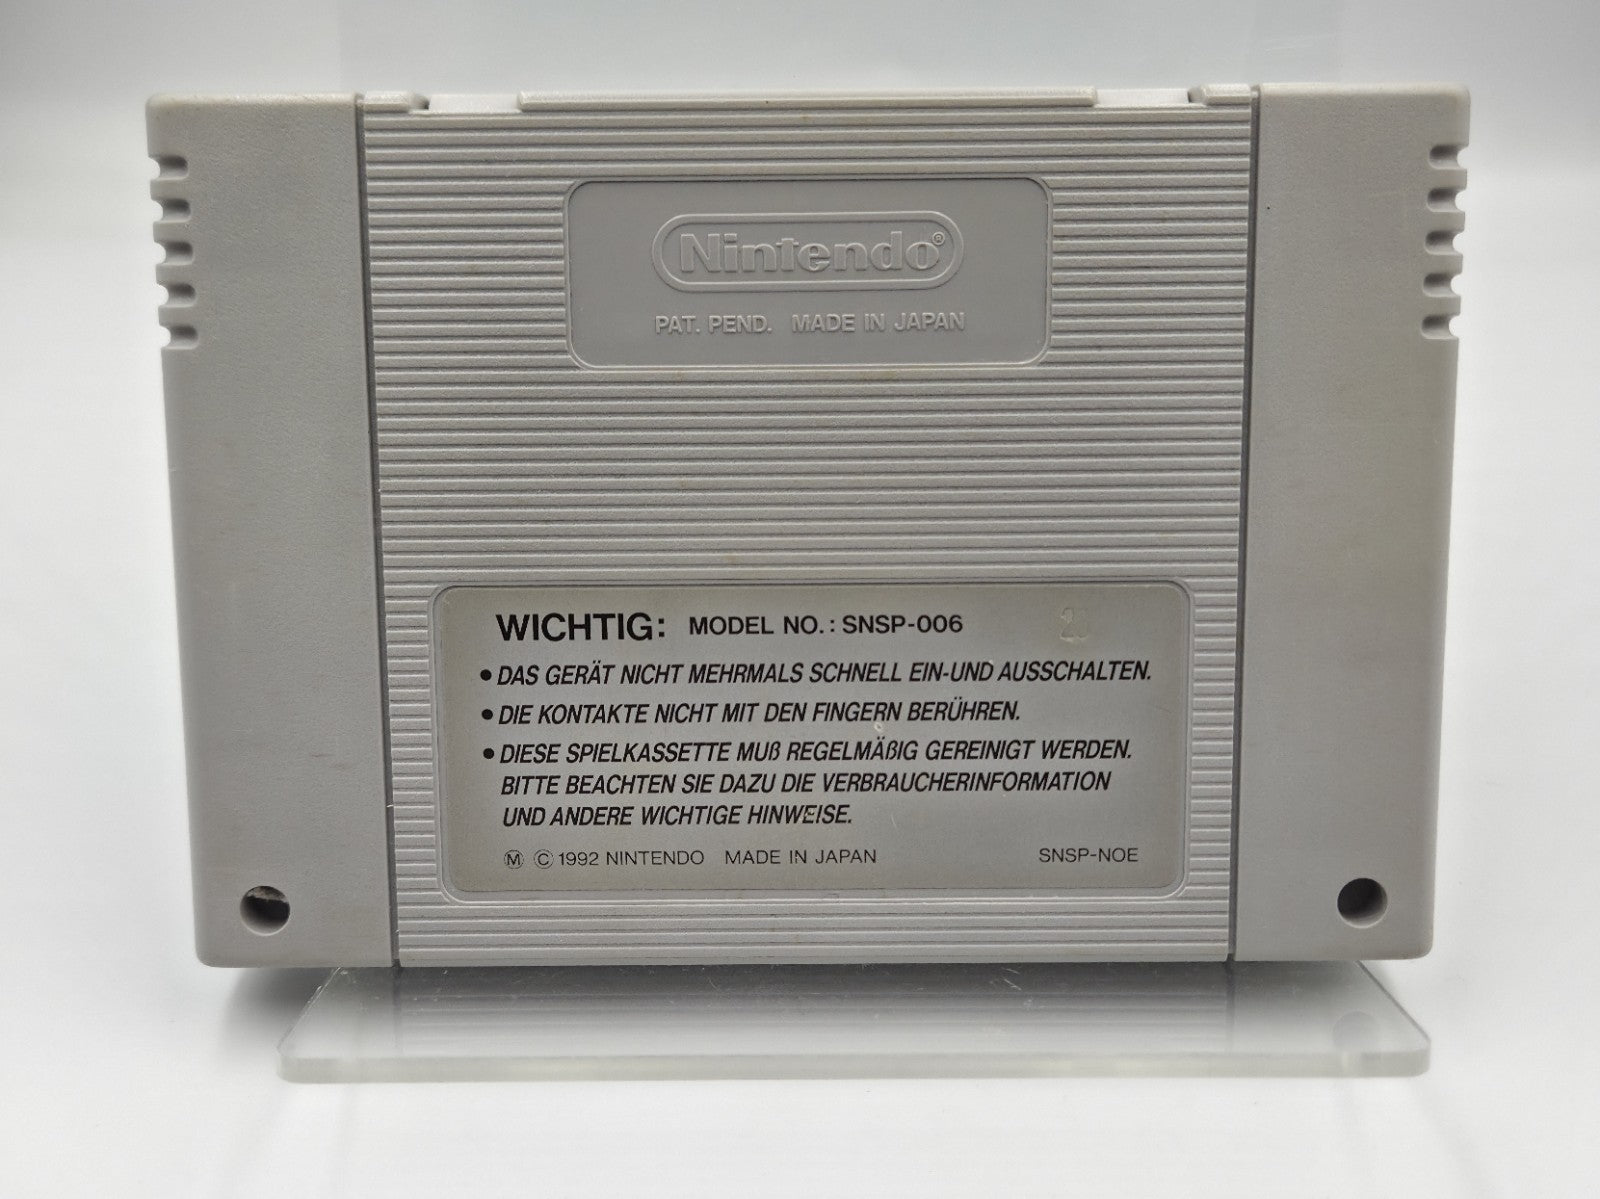 Nintendo®
PAT. PEND. MADE IN JAPAN
WICHTIG: MODEL NO.: SNSP-006
21
• DAS GERÄT NICHT MEHRMALS SCHNELL EIN-UND AUSSCHALTEN.
• DIE KONTAKTE NICHT MIT DEN FINGERN BERÜHREN.
• DIESE SPIELKASSETTE MUß REGELMÄßIG GEREINIGT WERDEN.
BITTE BEACHTEN SIE DAZU DIE VERBRAUCHERINFORMATION
UND ANDERE WICHTIGE HINWEISE.
Ⓜ © 1992 NINTENDO MADE IN JAPAN SNSP-NOE